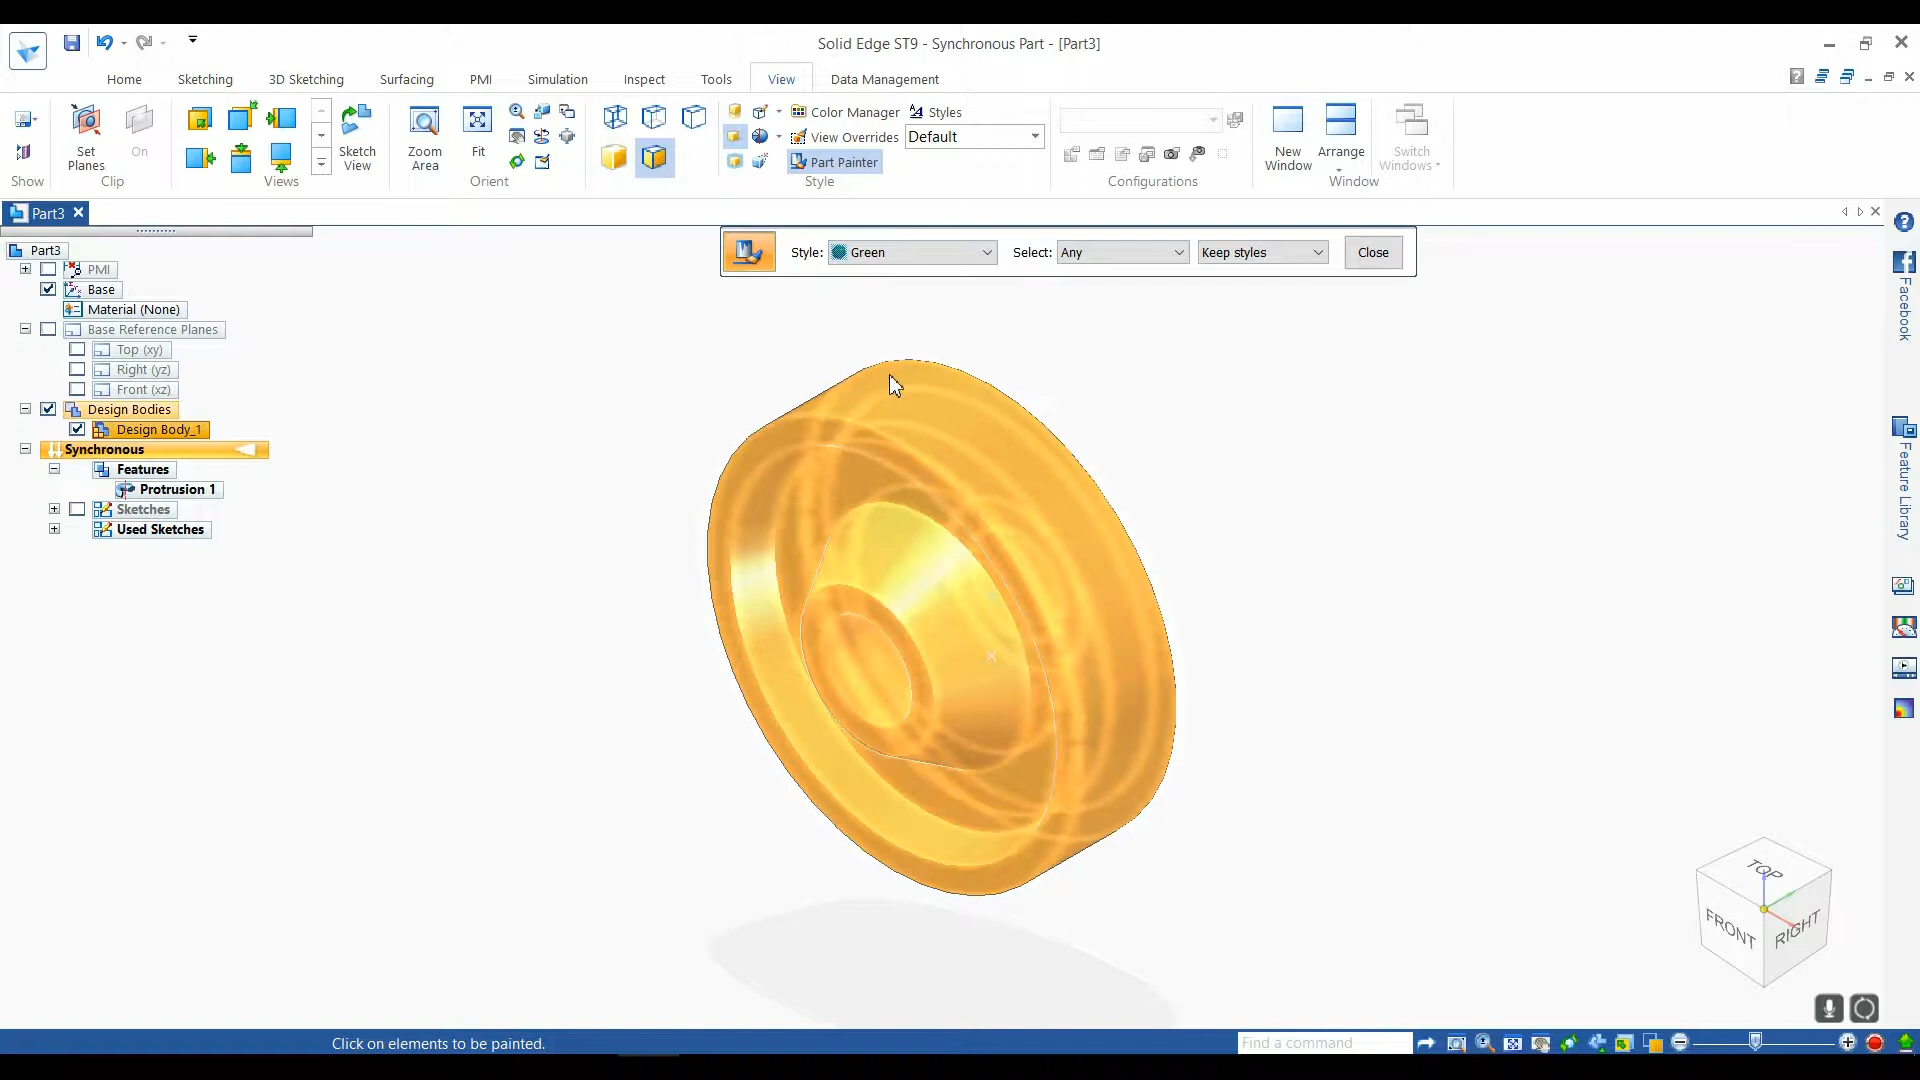 Solid Edge ST9 - Synchronous Part - [Part3]
Home Sketching 3D Sketching Surfacing PMI Simulation Inspect Tools View Data Management
Set Planes
On
Clip
Show
Sketch View
Views
Zoom Area
Fit
Orient
Color Manager
Styles
View Overrides
Default
Part Painter
Style
Configurations
New Window
Arrange
Switch Windows
Window
Part3
Style: Green Select: Any Keep styles Close
Part3
PMI
Base
Material (None)
Base Reference Planes
Top (xy)
Right (yz)
Front (xz)
Design Bodies
Design Body_1
Synchronous
Features
Protrusion 1
Sketches
Used Sketches
Facebook
Feature Library
TOP
FRONT
RIGHT
Click on elements to be painted.
Find a command